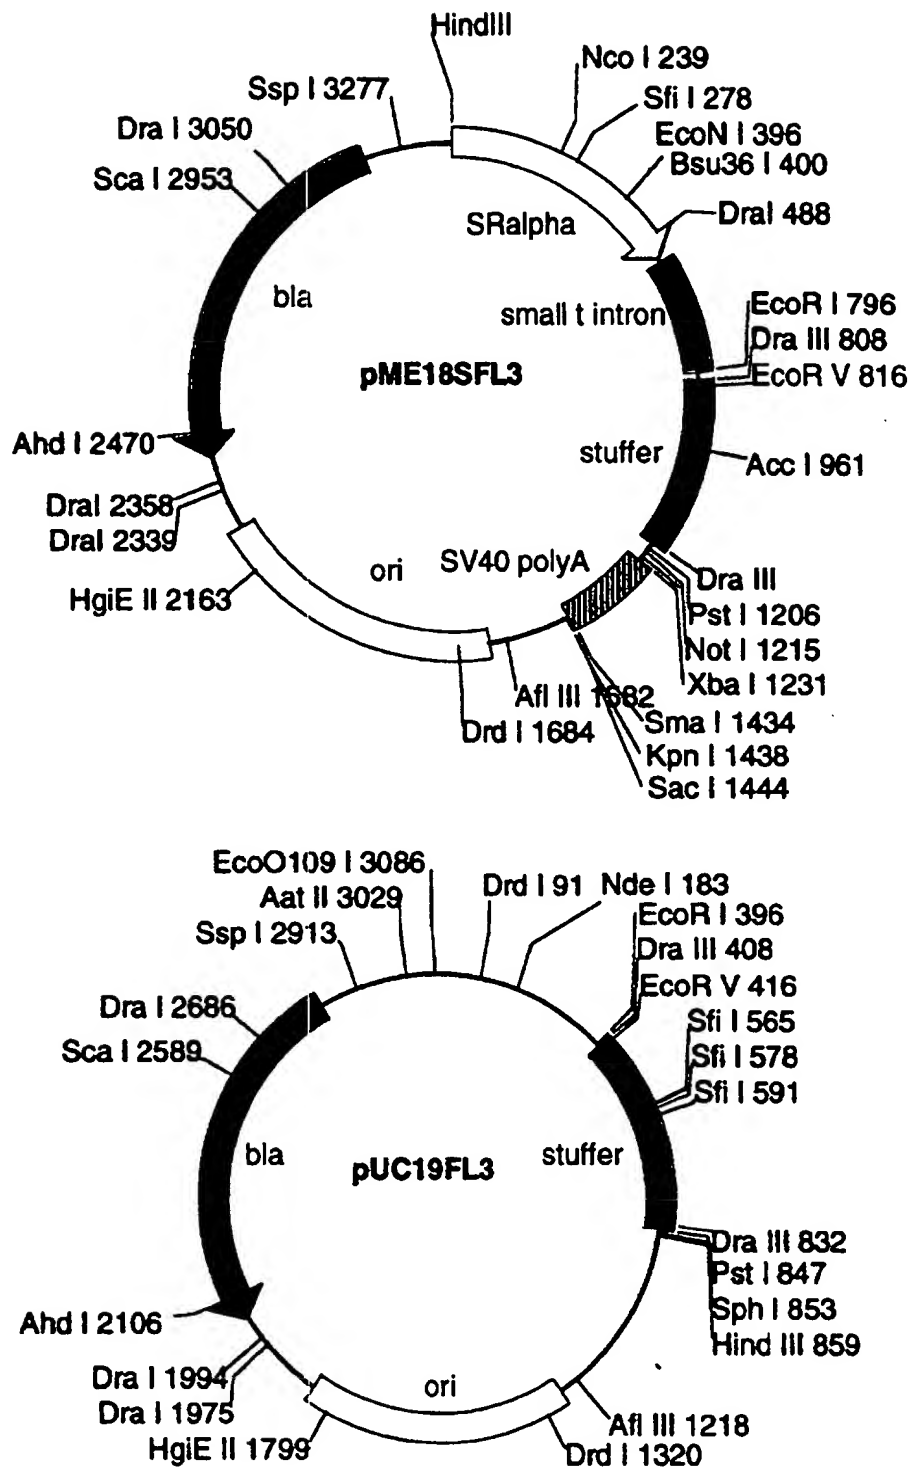 HindIII
Nco I 239
Ssp I 3277
Sfi I 278
Dra I 3050
EcoN I 396
Bsu36 I 400
Sca I 2953
DraI 488
SRalpha
bla
small t intron
EcoR I 796
Dra III 808
EcoR V 816
pME18SFL3
Ahd I 2470
stuffer
Acc I 961
DraI 2358
DraI 2339
ori
SV40 polyA
HgiE II 2163
Dra III
Pst I 1206
Not I 1215
Xba I 1231
Afl III 1682
Drd I 1684
Sma I 1434
Kpn I 1438
Sac I 1444
EcoO109 I 3086
Aat II 3029
Ssp I 2913
Drd I 91
Nde I 183
EcoR I 396
Dra III 408
EcoR V 416
Dra I 2686
Sca I 2589
Sfi I 565
Sfi I 578
Sfi I 591
bla
pUC19FL3
stuffer
Dra III 832
Pst I 847
Sph I 853
Hind III 859
Ahd I 2106
Dra I 1994
Dra I 1975
HgiE II 1799
ori
Afl III 1218
Drd I 1320